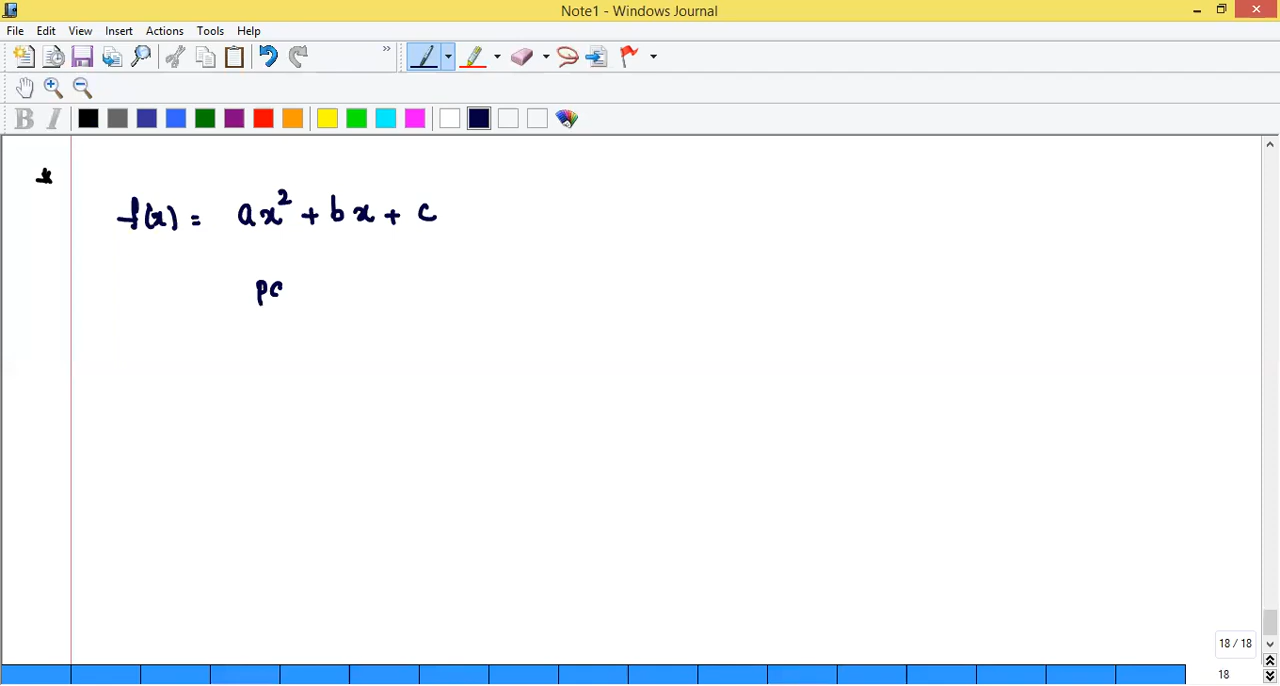 Note1 - Windows Journal
File Edit View Insert Actions Tools Help
»
B I
*
f(x) = ax² + bx + c
pc
18 / 18
18